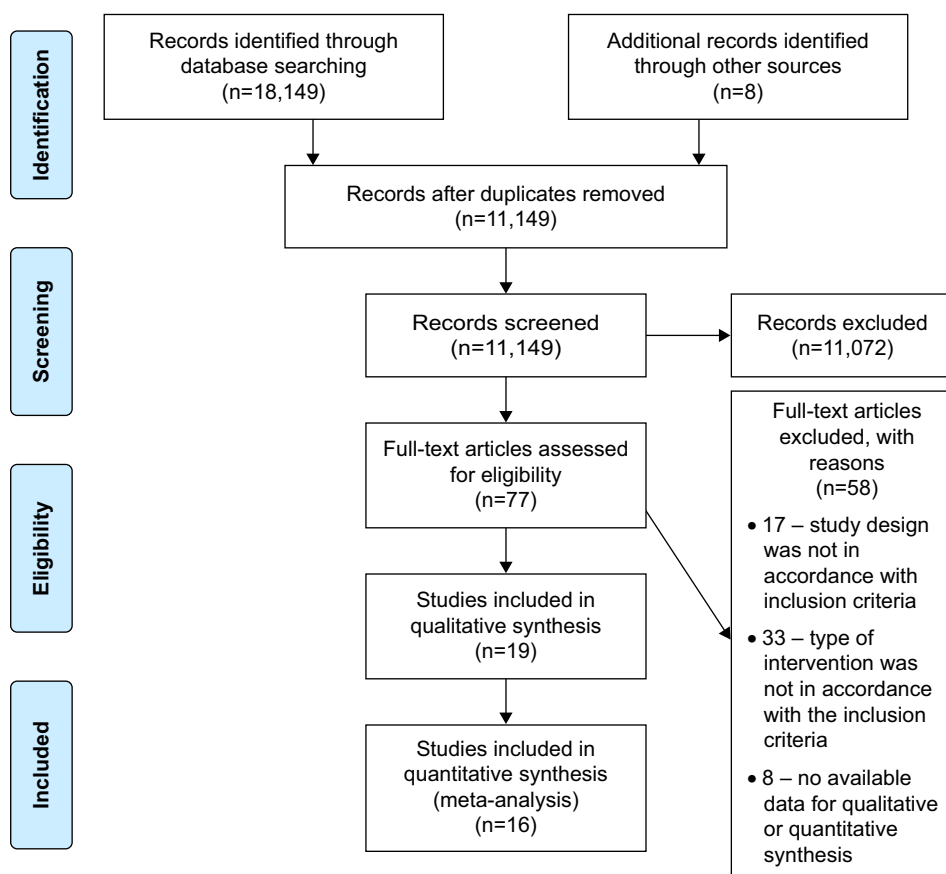 Identification
Records identified through
database searching
(n=18,149)
Additional records identified
through other sources
(n=8)
Records after duplicates removed
(n=11,149)
Screening
Records screened
(n=11,149)
Records excluded
(n=11,072)
Eligibility
Full-text articles assessed
for eligibility
(n=77)
Full-text articles
excluded, with
reasons
(n=58)
• 17 – study design
was not in
accordance with
inclusion criteria
• 33 – type of
intervention was
not in accordance
with the inclusion
criteria
• 8 – no available
data for qualitative
or quantitative
synthesis
Studies included in
qualitative synthesis
(n=19)
Included
Studies included in
quantitative synthesis
(meta-analysis)
(n=16)